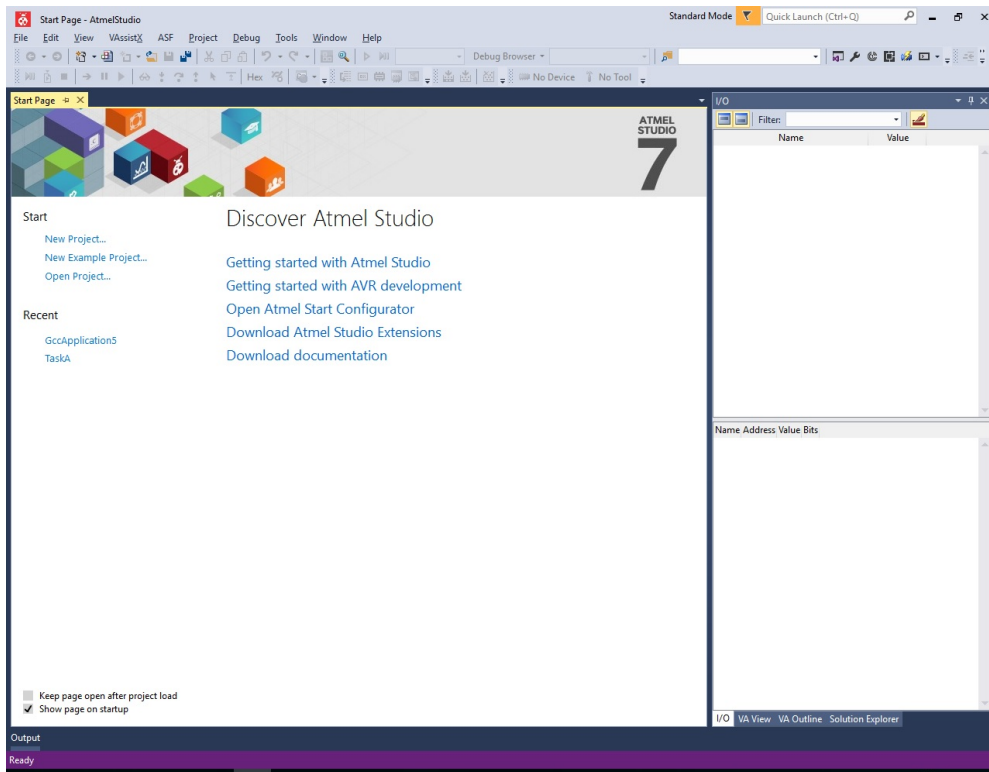 Start Page - AtmelStudio
Standard Mode
Quick Launch (Ctrl+Q)
File Edit View VAssistX ASF Project Debug Tools Window Help
Debug Browser
Hex
No Device
No Tool
Start Page
ATMEL
STUDIO
7
Start
New Project...
New Example Project...
Open Project...
Recent
GccApplication5
TaskA
Discover Atmel Studio
Getting started with Atmel Studio
Getting started with AVR development
Open Atmel Start Configurator
Download Atmel Studio Extensions
Download documentation
Keep page open after project load
Show page on startup
I/O
Filter:
Name Value
Name Address Value Bits
I/O VA View VA Outline Solution Explorer
Output
Ready